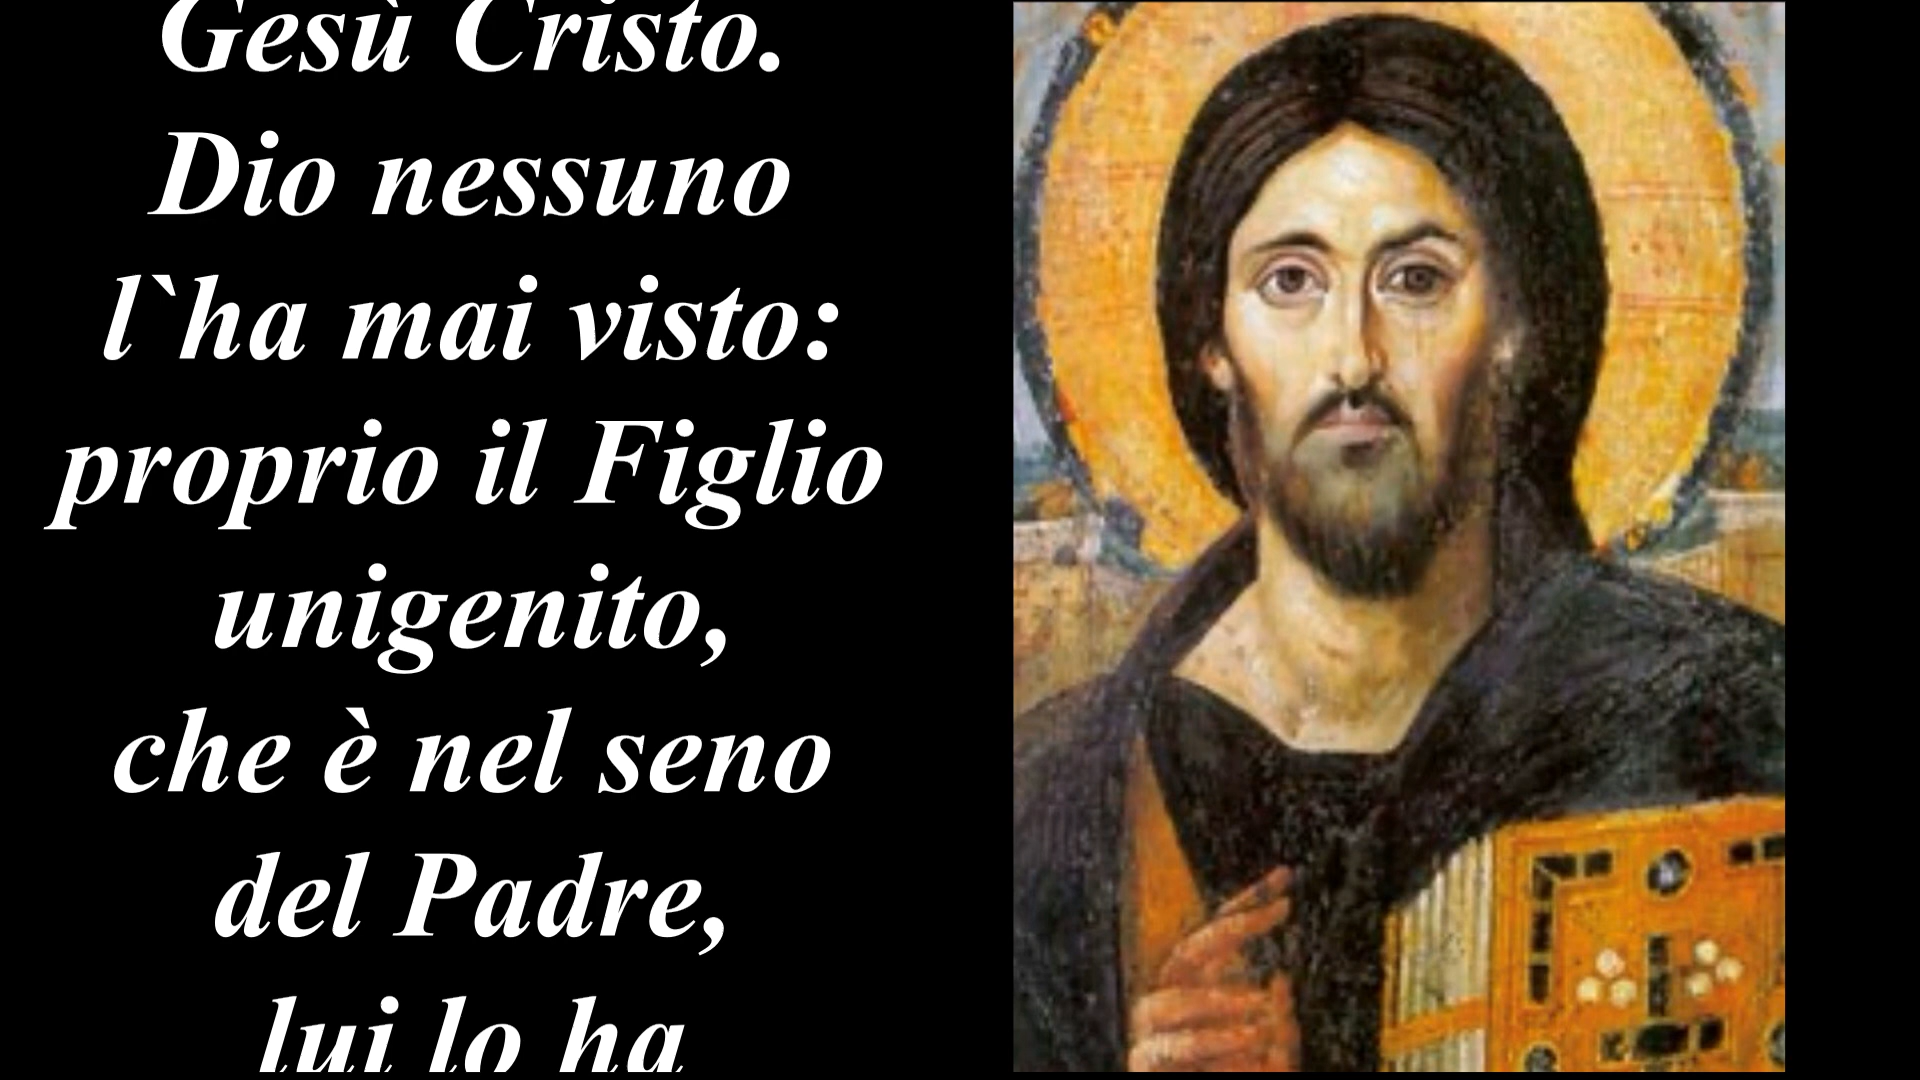 Gesù Cristo.
Dio nessuno
l`ha mai visto:
proprio il Figlio
unigenito,
che è nel seno
del Padre,
lui lo ha